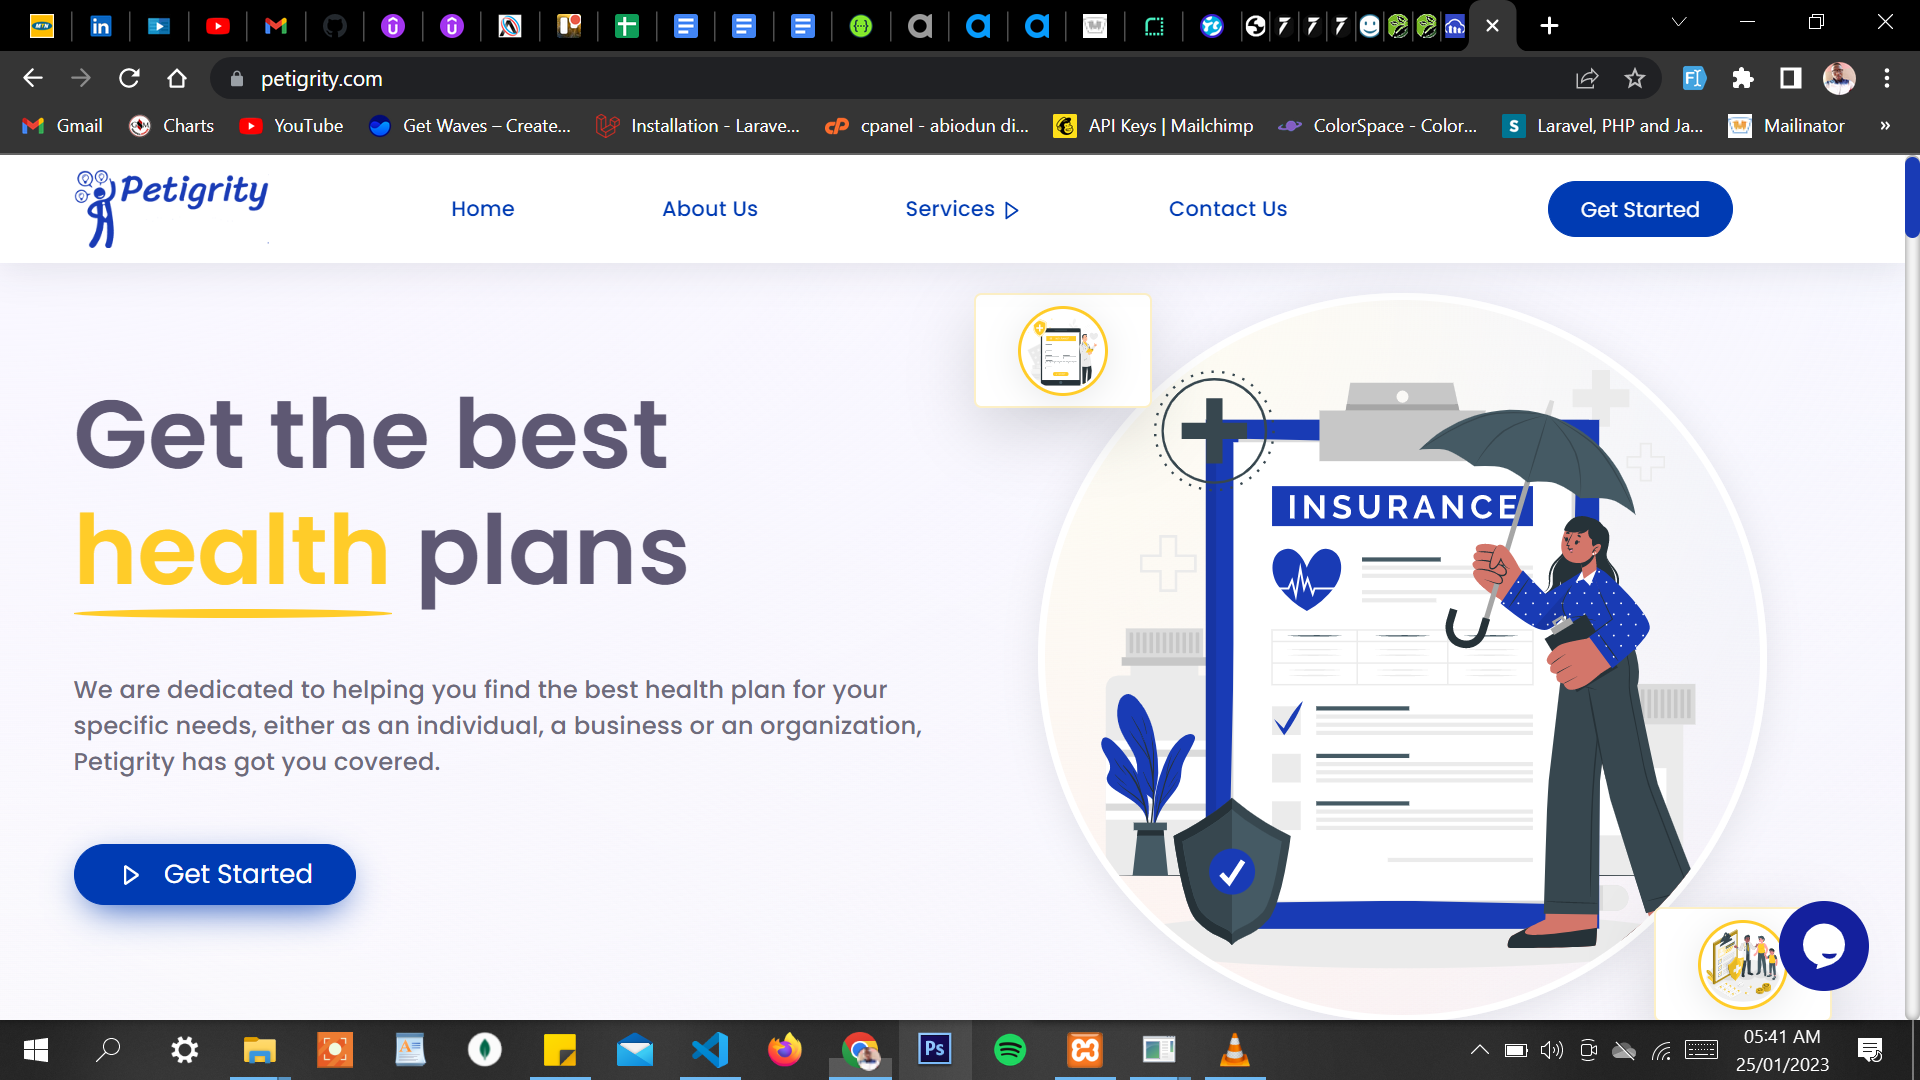 petigrity.com
Gmail
Charts
YouTube
Get Waves – Create...
Installation - Larave...
cpanel - abiodun di...
API Keys | Mailchimp
ColorSpace - Color...
Laravel, PHP and Ja...
Mailinator
»
Petigrity
Home
About Us
Services
Contact Us
Get Started
Get the best
health plans
We are dedicated to helping you find the best health plan for your
specific needs, either as an individual, a business or an organization,
Petigrity has got you covered.
Get Started
INSURANCE
Ps
05:41 AM
25/01/2023